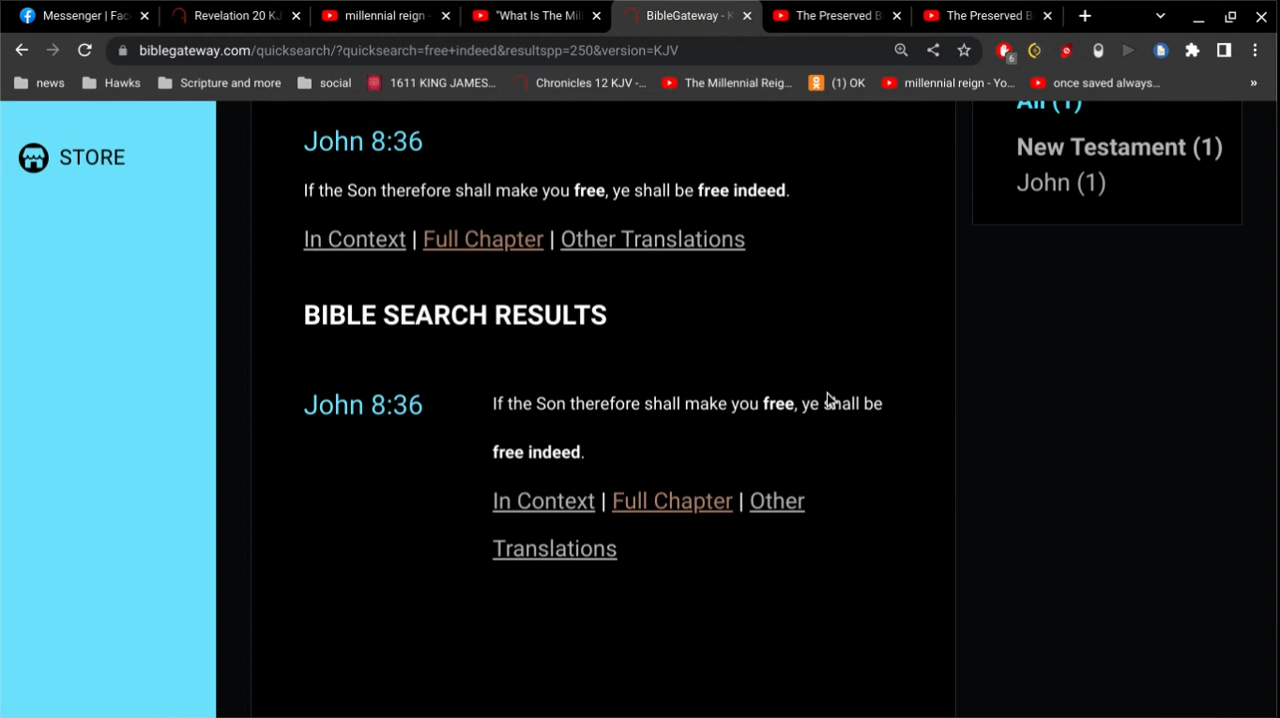 Messenger | Fac
Revelation 20 KJ
millennial reign -
"What Is The Mil
BibleGateway - K
The Preserved B
The Preserved B
biblegateway.com/quicksearch/?quicksearch=free+indeed&resultspp=250&version=KJV
6
news
Hawks
Scripture and more
social
1611 KING JAMES...
Chronicles 12 KJV -...
The Millennial Reig...
(1) OK
millennial reign - Yo...
once saved always...
»
STORE
John 8:36
If the Son therefore shall make you free, ye shall be free indeed.
In Context | Full Chapter | Other Translations
BIBLE SEARCH RESULTS
John 8:36
If the Son therefore shall make you free, ye shall be
free indeed.
In Context | Full Chapter | Other
Translations
All (1)
New Testament (1)
John (1)